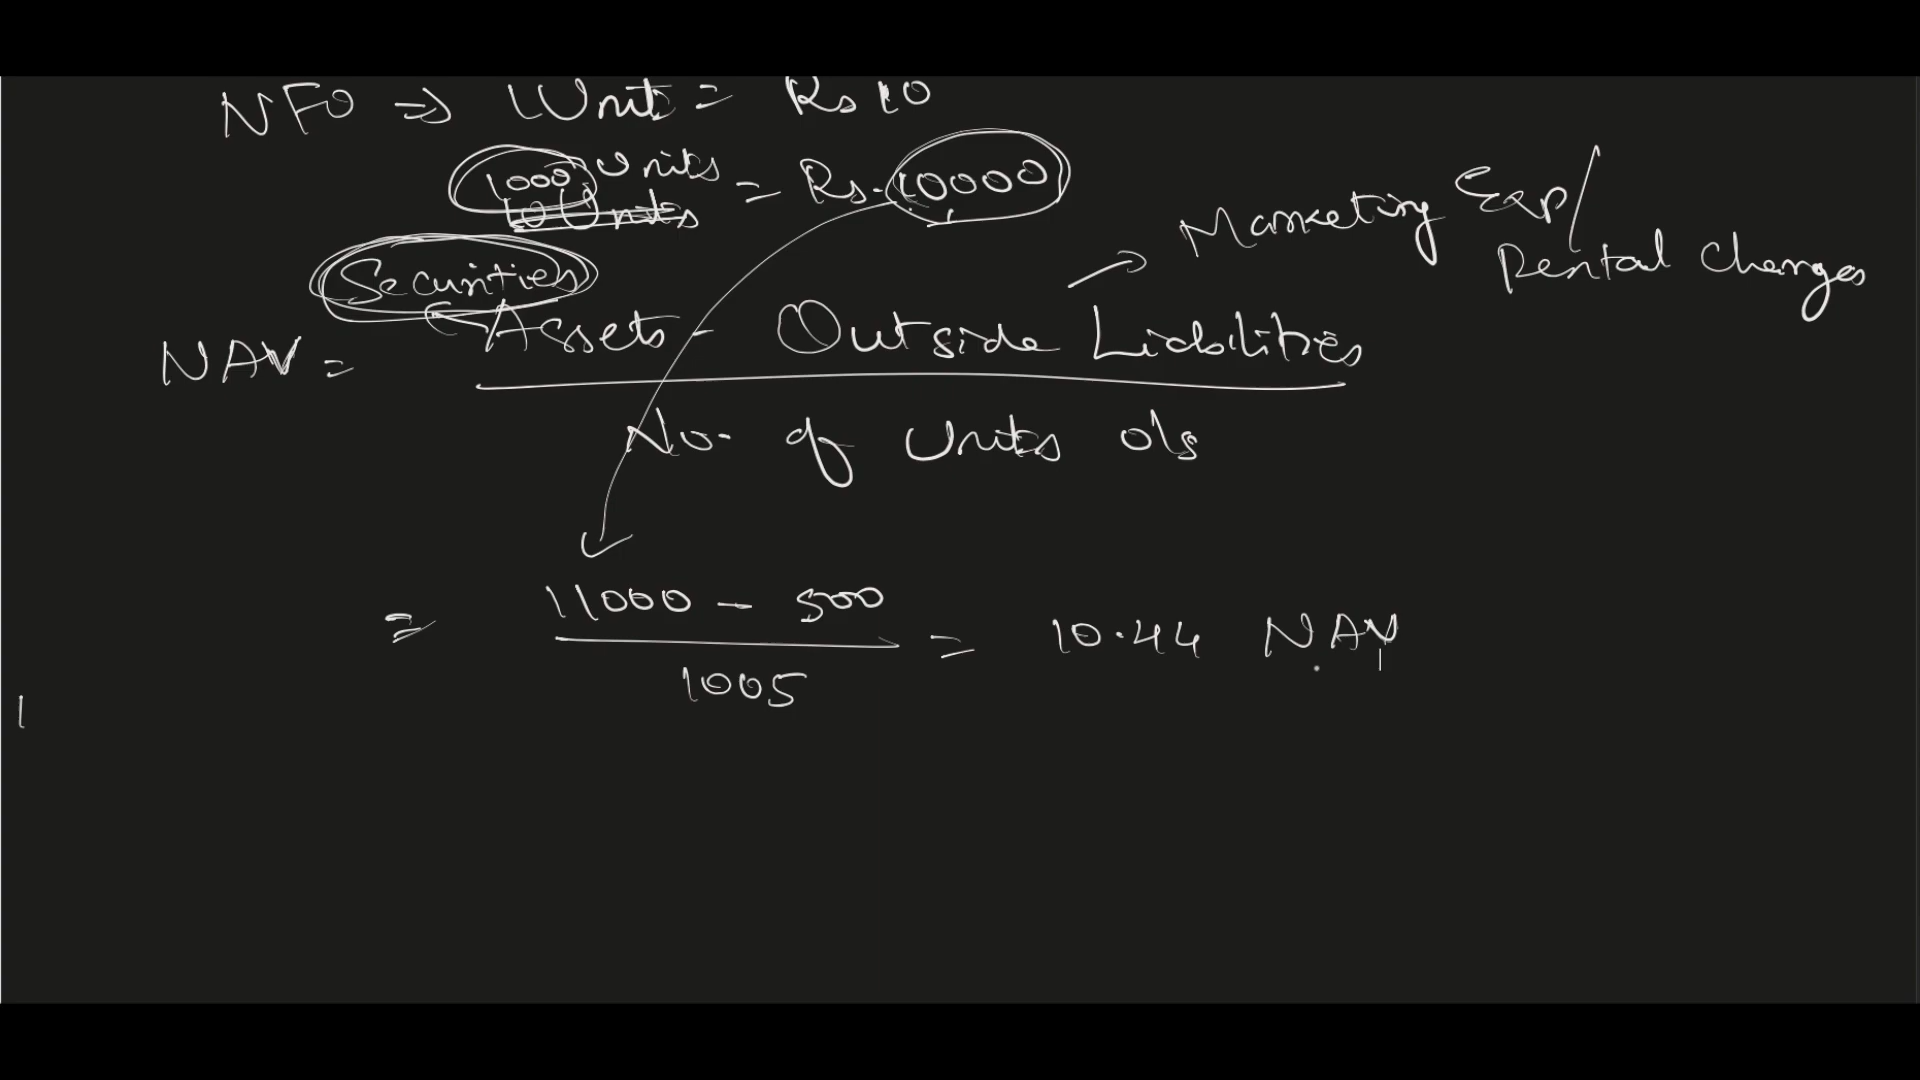 NFO ⇒ 1 Unit = Rs 10
1000 Units = Rs. 10000
10 Units
Securities
Marketing Exp/
Rental Charges
NAV = Assets - Outside Liabilities
No. of Units o/s
= 11000 - 500
1005
= 10.44 NAV